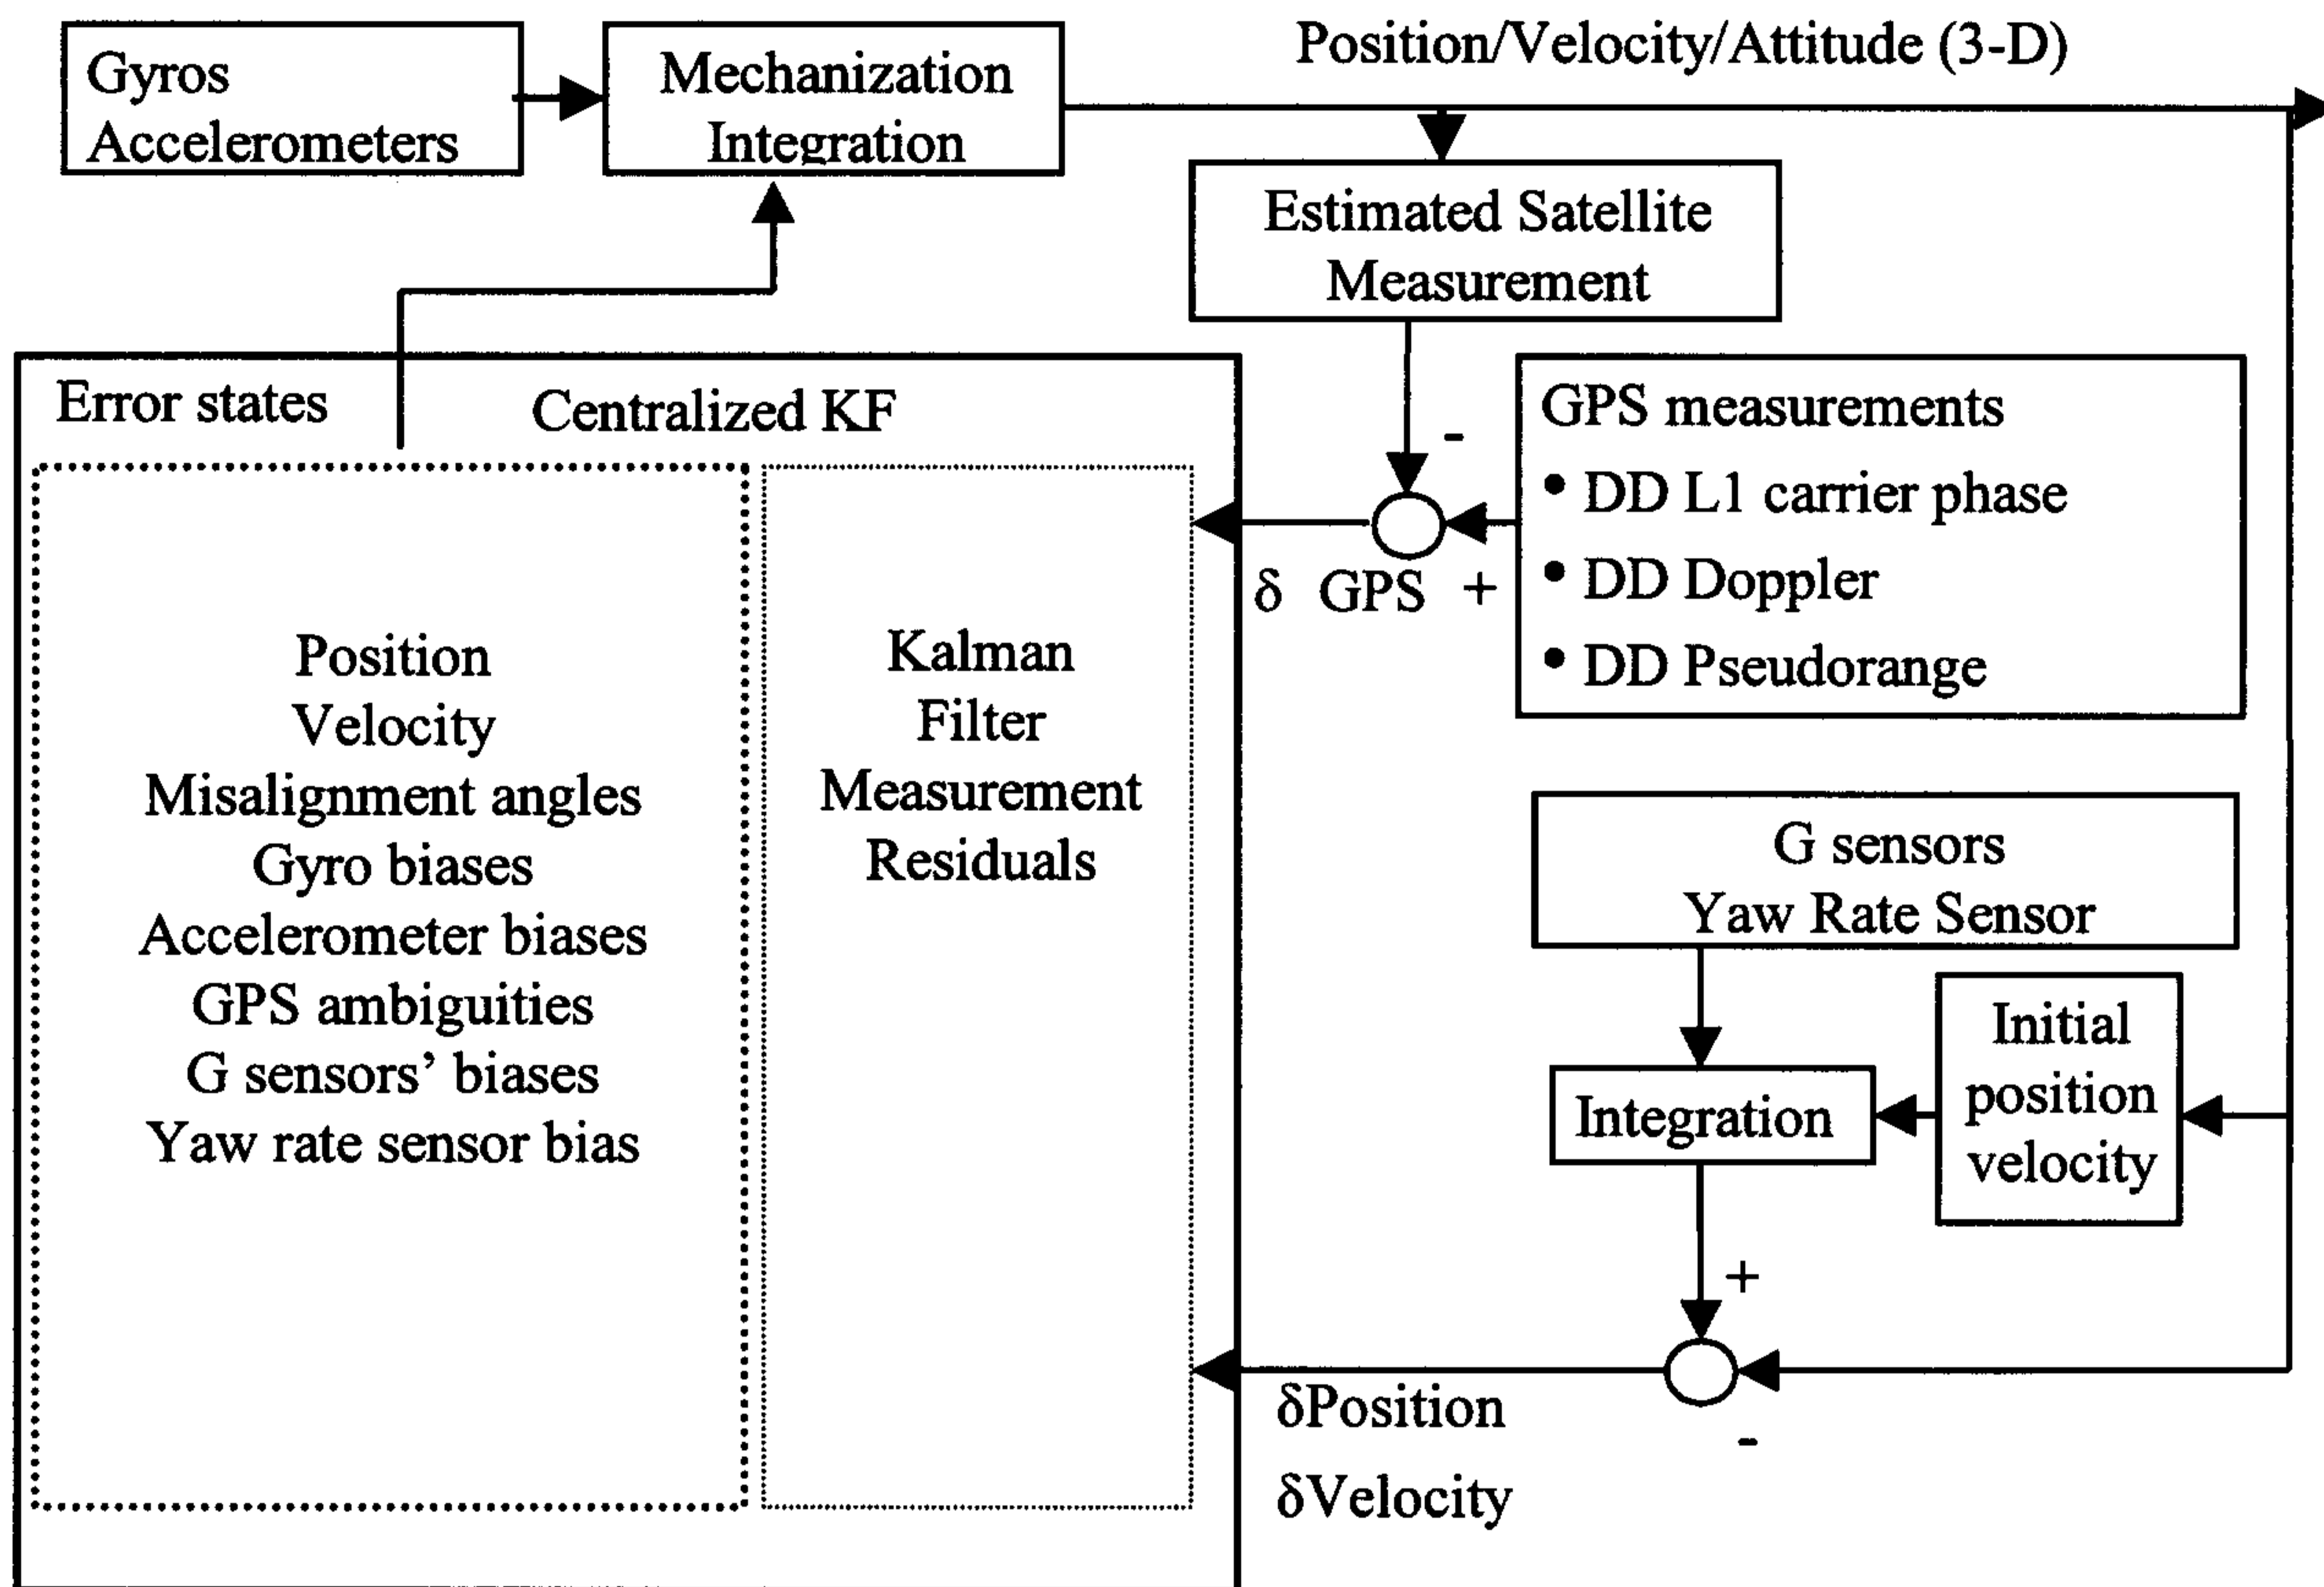 Gyros
Accelerometers
Mechanization
Integration
Position/Velocity/Attitude (3-D)
Estimated Satellite
Measurement
Error states
Centralized KF
Position
Velocity
Misalignment angles
Gyro biases
Accelerometer biases
GPS ambiguities
G sensors’ biases
Yaw rate sensor bias
Kalman
Filter
Measurement
Residuals
-
δ GPS +
GPS measurements
• DD L1 carrier phase
• DD Doppler
• DD Pseudorange
G sensors
Yaw Rate Sensor
Integration
Initial
position
velocity
+
-
δPosition
δVelocity